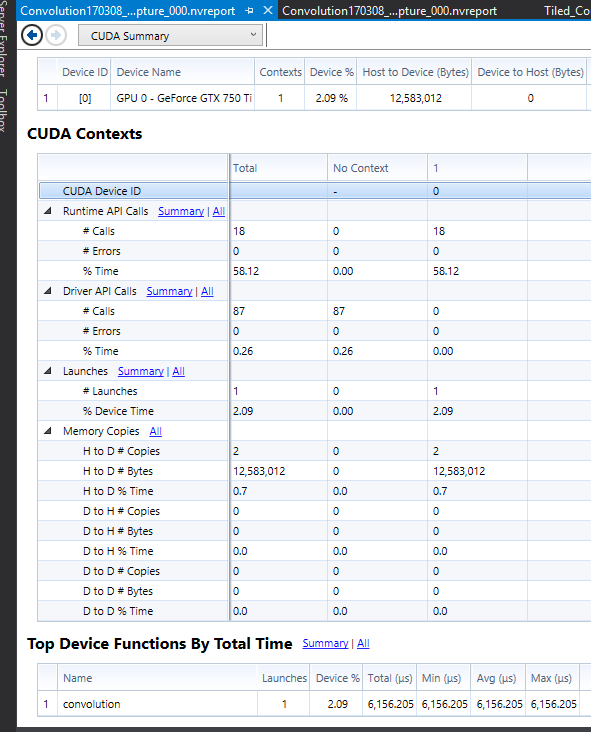 Convolution170308_...pture_000.nvreport Convolution170308_...pture_000.nvreport Tiled_Co
Server Explorer
Toolbox
CUDA Summary
Device ID Device Name Contexts Device % Host to Device (Bytes) Device to Host (Bytes)
1 [0] GPU 0 - GeForce GTX 750 Ti 1 2.09 % 12,583,012 0
CUDA Contexts
Total No Context 1
CUDA Device ID - 0
Runtime API Calls Summary | All
# Calls 18 0 18
# Errors 0 0 0
% Time 58.12 0.00 58.12
Driver API Calls Summary | All
# Calls 87 87 0
# Errors 0 0 0
% Time 0.26 0.26 0.00
Launches Summary | All
# Launches 1 0 1
% Device Time 2.09 0.00 2.09
Memory Copies All
H to D # Copies 2 0 2
H to D # Bytes 12,583,012 0 12,583,012
H to D % Time 0.7 0.0 0.7
D to H # Copies 0 0 0
D to H # Bytes 0 0 0
D to H % Time 0.0 0.0 0.0
D to D # Copies 0 0 0
D to D # Bytes 0 0 0
D to D % Time 0.0 0.0 0.0
Top Device Functions By Total Time Summary | All
Name Launches Device % Total (µs) Min (µs) Avg (µs) Max (µs)
1 convolution 1 2.09 6,156.205 6,156.205 6,156.205 6,156.205